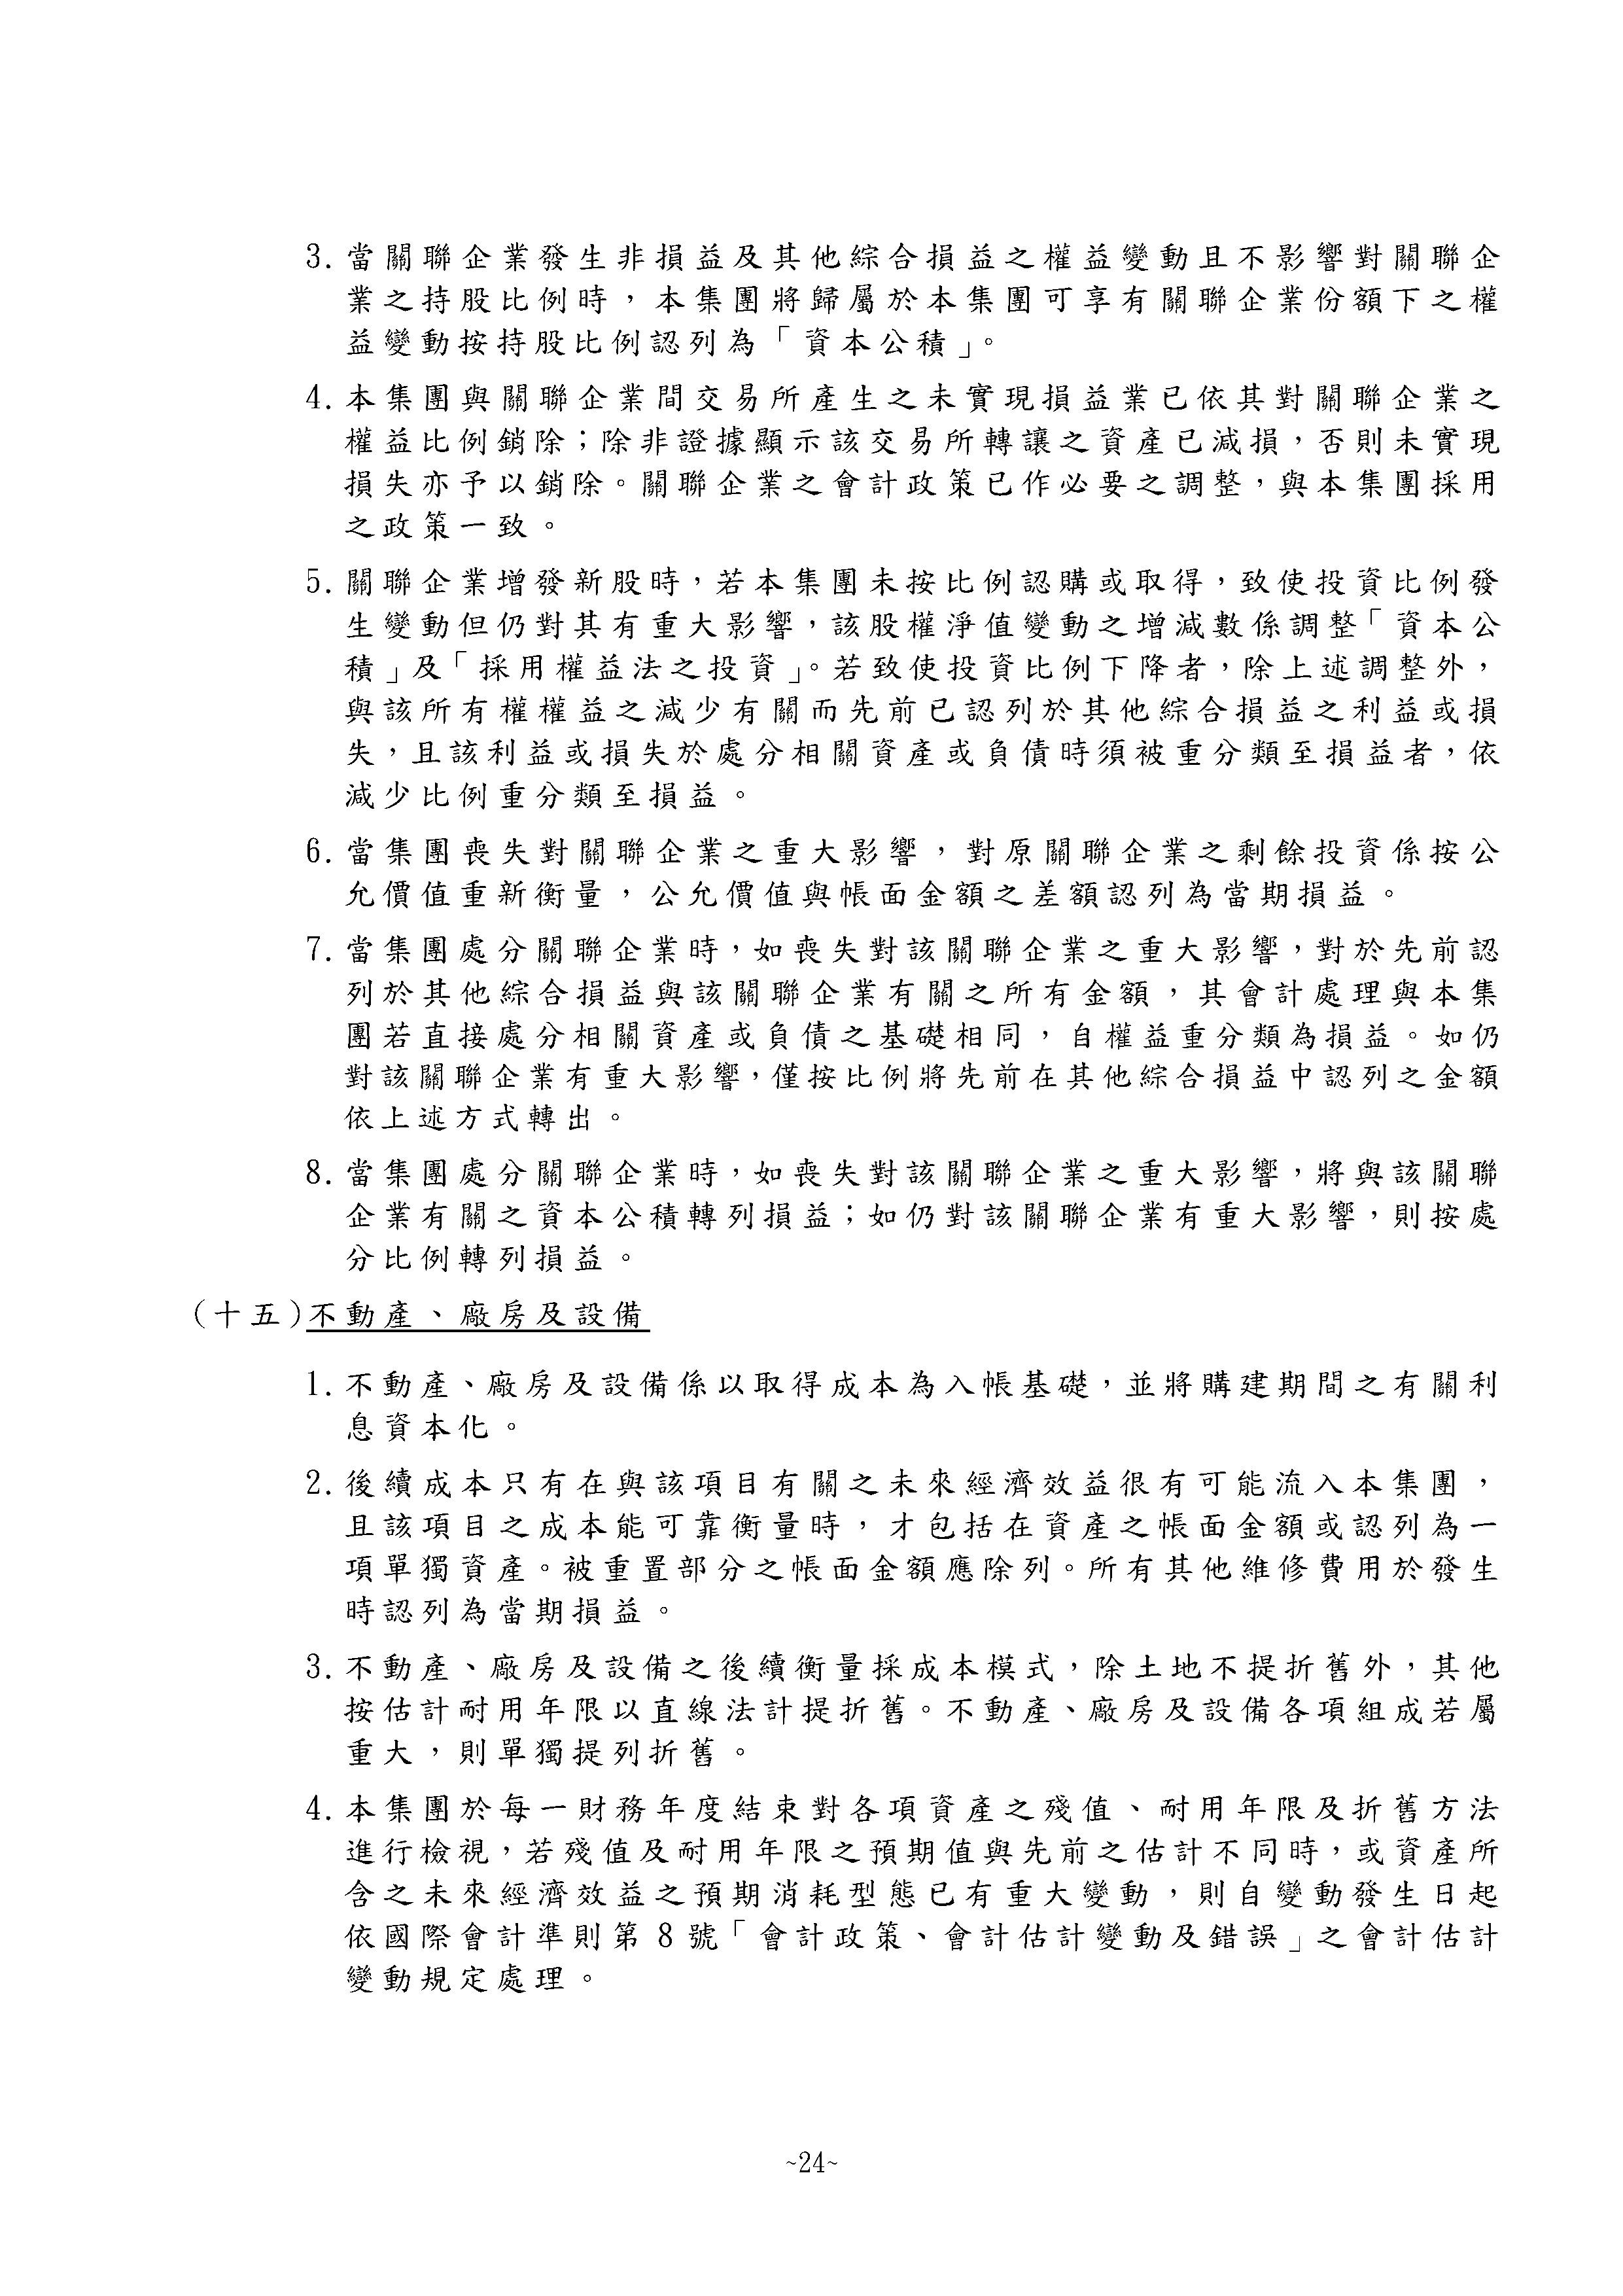 3. 當關聯企業發生非損益及其他綜合損益之權益變動且不影響對關聯企
業之持股比例時，本集團將歸屬於本集團可享有關聯企業份額下之權
益變動按持股比例認列為「資本公積」。
4. 本集團與關聯企業間交易所產生之未實現損益業已依其對關聯企業之
權益比例銷除；除非證據顯示該交易所轉讓之資產已減損，否則未實現
損失亦予以銷除。關聯企業之會計政策已作必要之調整，與本集團採用
之政策一致。
5. 關聯企業增發新股時，若本集團未按比例認購或取得，致使投資比例發
生變動但仍對其有重大影響，該股權淨值變動之增減數係調整「資本公
積」及「採用權益法之投資」。若致使投資比例下降者，除上述調整外，
與該所有權權益之減少有關而先前已認列於其他綜合損益之利益或損
失，且該利益或損失於處分相關資產或負債時須被重分類至損益者，依
減少比例重分類至損益。
6. 當集團喪失對關聯企業之重大影響，對原關聯企業之剩餘投資係按公
允價值重新衡量，公允價值與帳面金額之差額認列為當期損益。
7. 當集團處分關聯企業時，如喪失對該關聯企業之重大影響，對於先前認
列於其他綜合損益與該關聯企業有關之所有金額，其會計處理與本集
團若直接處分相關資產或負債之基礎相同，自權益重分類為損益。如仍
對該關聯企業有重大影響，僅按比例將先前在其他綜合損益中認列之金額
依上述方式轉出。
8. 當集團處分關聯企業時，如喪失對該關聯企業之重大影響，將與該關聯
企業有關之資本公積轉列損益；如仍對該關聯企業有重大影響，則按處
分比例轉列損益。
(十五)不動產、廠房及設備
1. 不動產、廠房及設備係以取得成本為入帳基礎，並將購建期間之有關利
息資本化。
2. 後續成本只有在與該項目有關之未來經濟效益很有可能流入本集團，
且該項目之成本能可靠衡量時，才包括在資產之帳面金額或認列為一
項單獨資產。被重置部分之帳面金額應除列。所有其他維修費用於發生
時認列為當期損益。
3. 不動產、廠房及設備之後續衡量採成本模式，除土地不提折舊外，其他
按估計耐用年限以直線法計提折舊。不動產、廠房及設備各項組成若屬
重大，則單獨提列折舊。
4. 本集團於每一財務年度結束對各項資產之殘值、耐用年限及折舊方法
進行檢視，若殘值及耐用年限之預期值與先前之估計不同時，或資產所
含之未來經濟效益之預期消耗型態已有重大變動，則自變動發生日起
依國際會計準則第 8 號「會計政策、會計估計變動及錯誤」之會計估計
變動規定處理。
~24~